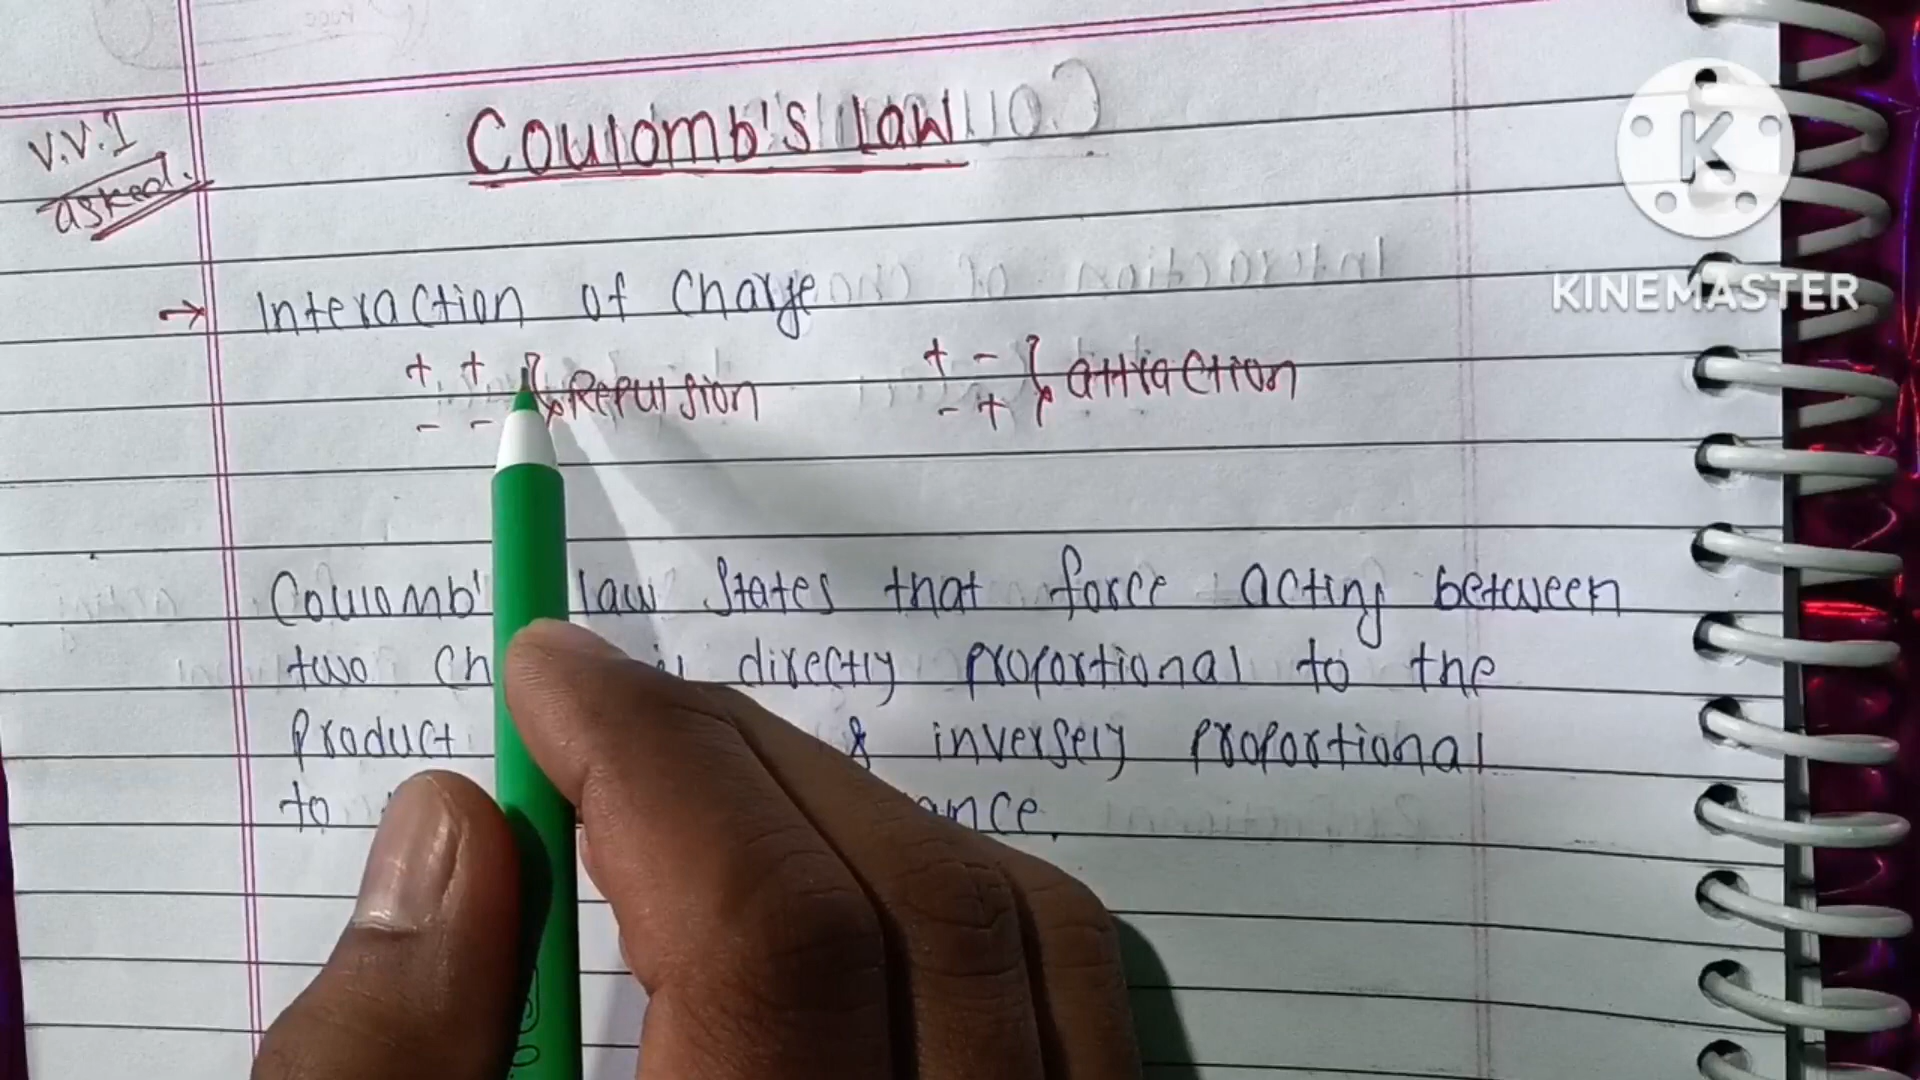 V.V.I
asked.
Coulomb's law
→ Interaction of Charge
+ + } Repulsion + - } attraction
- - - +
Coulomb' law states that force acting between
two directly proportional to the
Product & inversely proportional
to
K
KINEMASTER